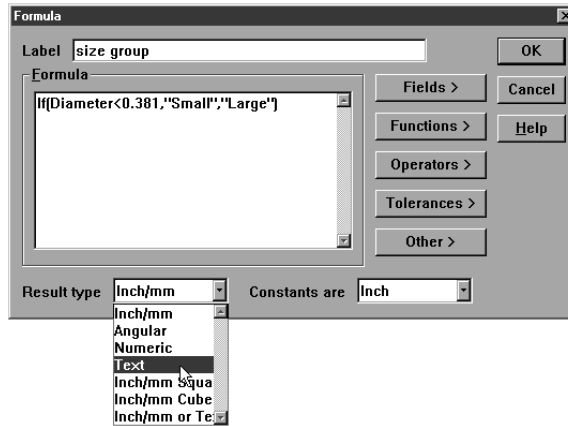 Formula
Label size group OK
Formula
If(Diameter<0.381,"Small","Large")
Fields > Cancel
Functions > Help
Operators >
Tolerances >
Other >
Result type Inch/mm Constants are Inch
Inch/mm
Angular
Numeric
Text
Inch/mm Squa
Inch/mm Cube
Inch/mm or Te